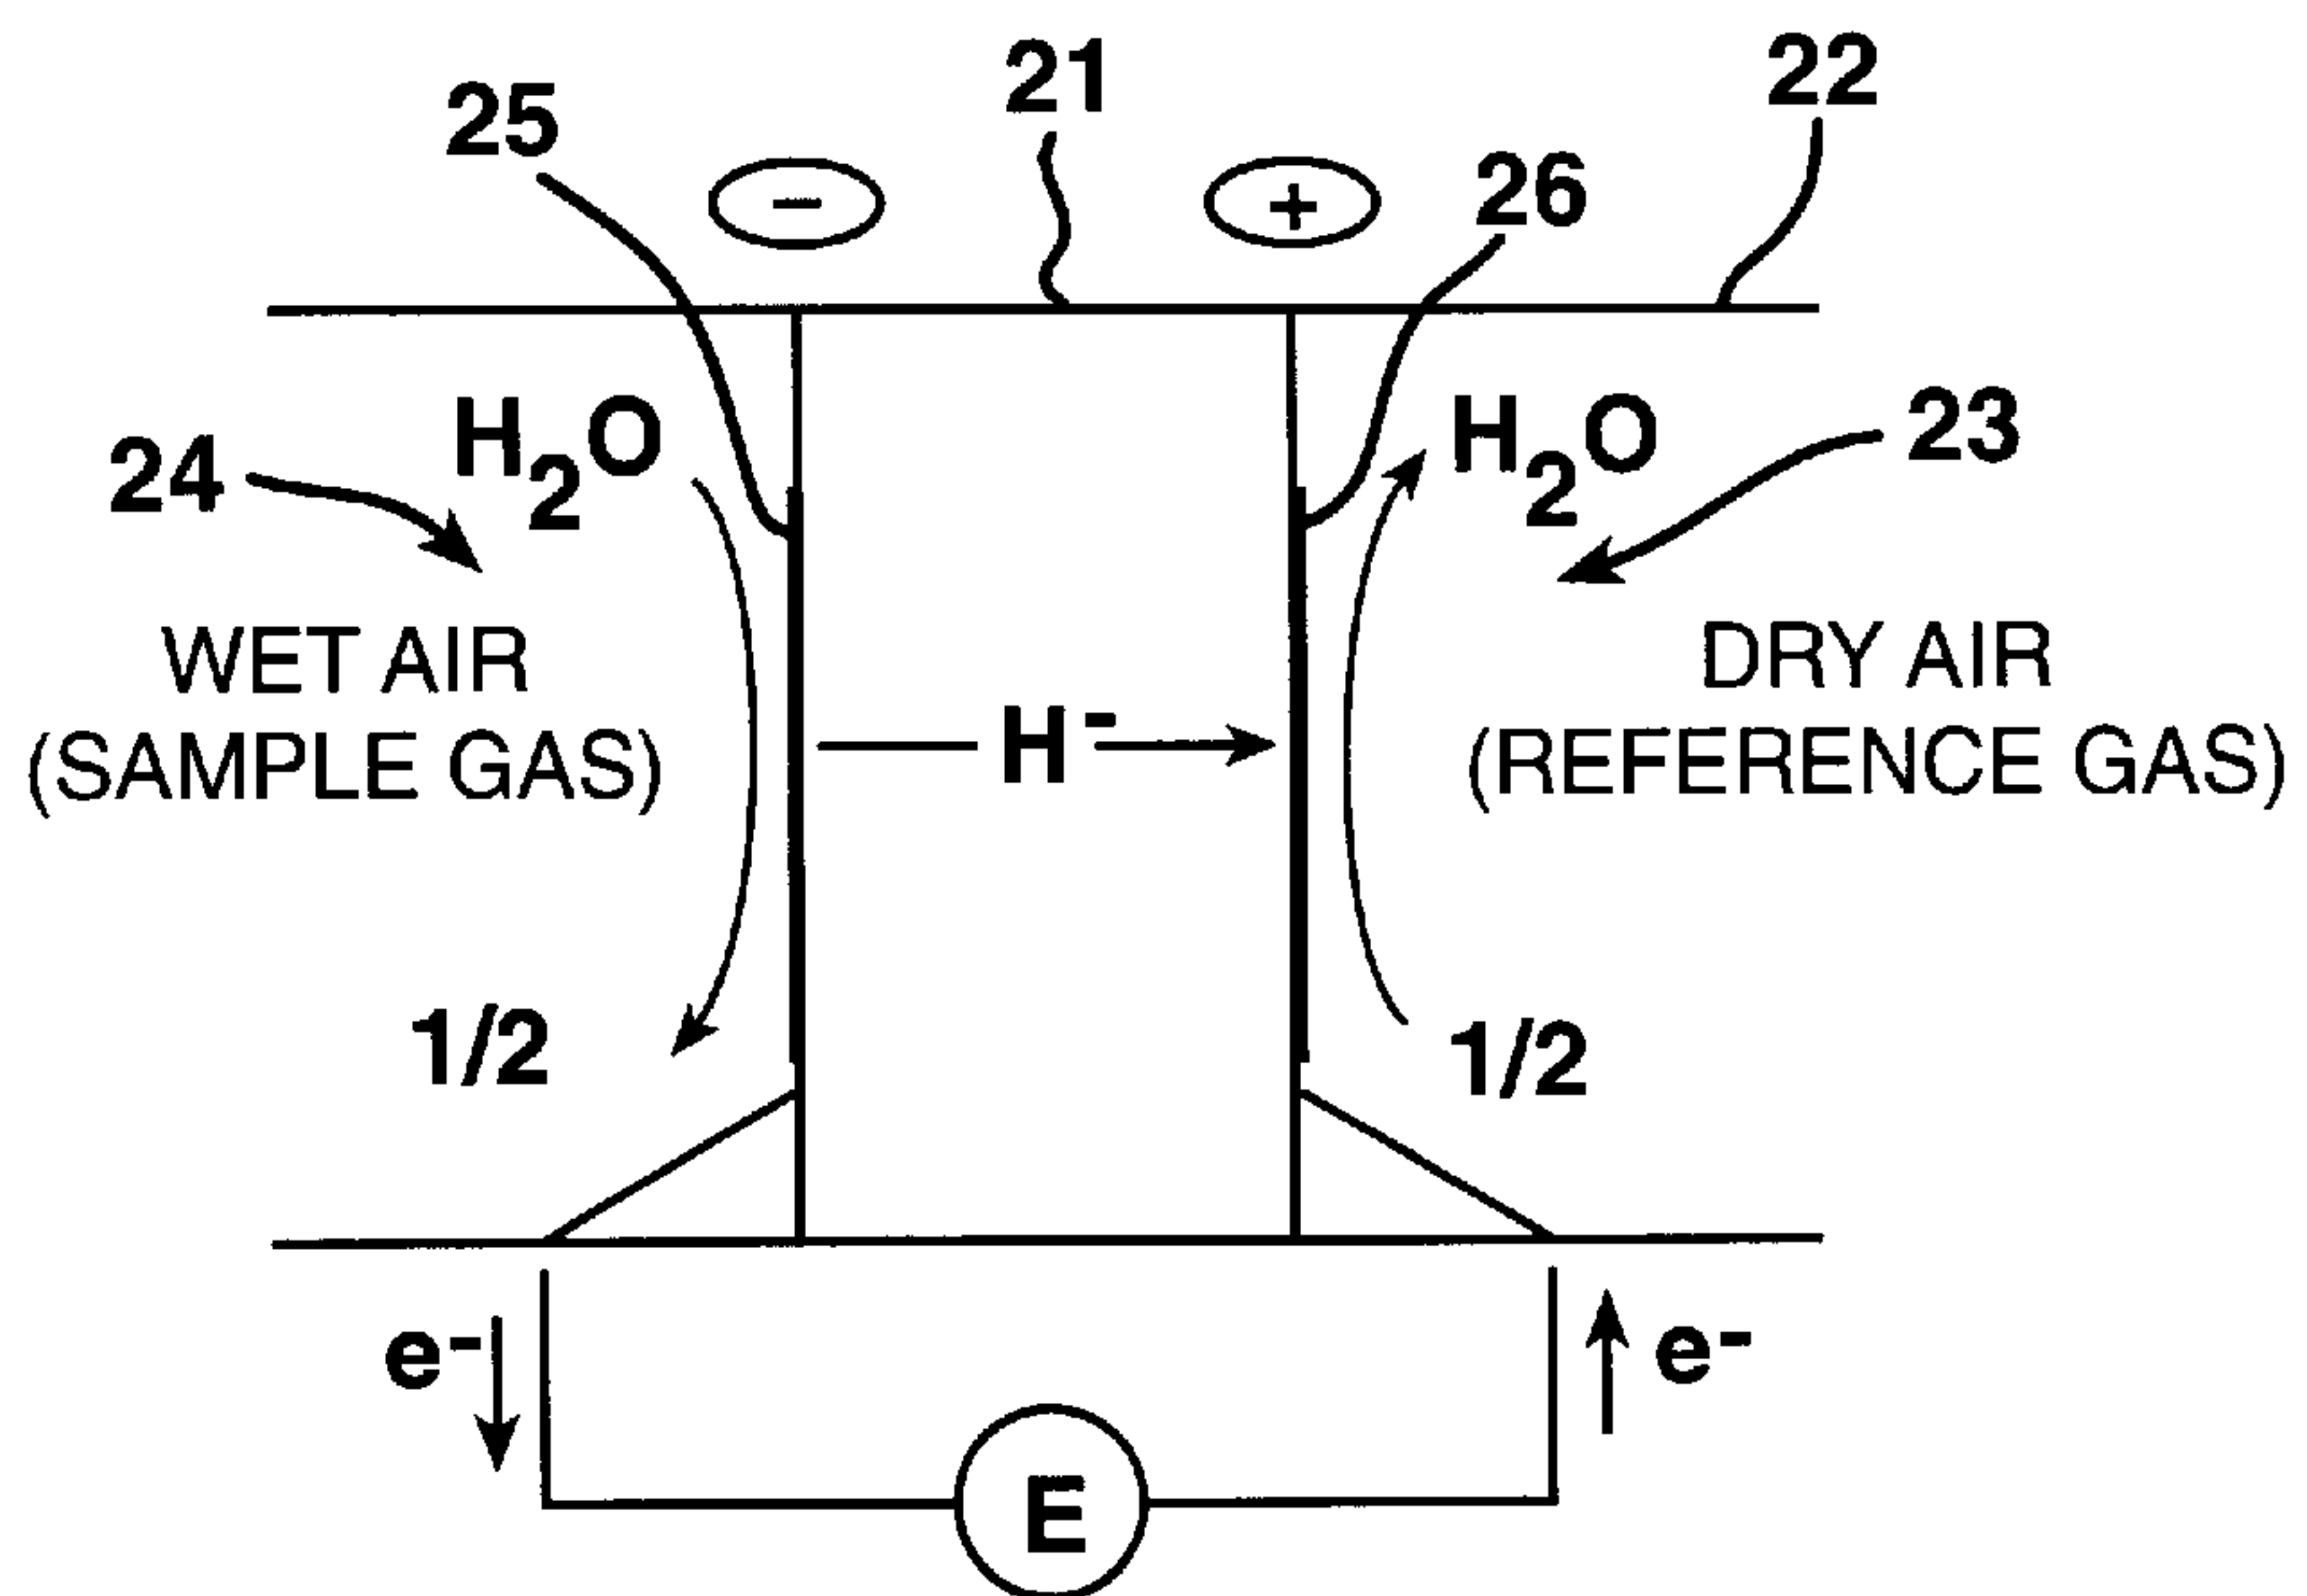 21
22
25
−
+
26
H2O
H2O
23
24
WET AIR
(SAMPLE GAS)
DRY AIR
(REFERENCE GAS)
H-
1/2
1/2
e-
e-
E